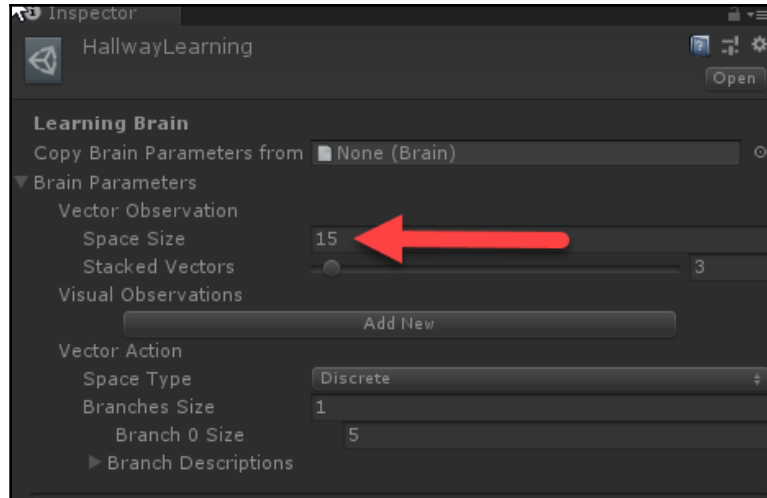 Inspector
HallwayLearning
Open
Learning Brain
Copy Brain Parameters from None (Brain)
Brain Parameters
Vector Observation
Space Size 15
Stacked Vectors 3
Visual Observations
Add New
Vector Action
Space Type Discrete
Branches Size 1
Branch 0 Size 5
Branch Descriptions